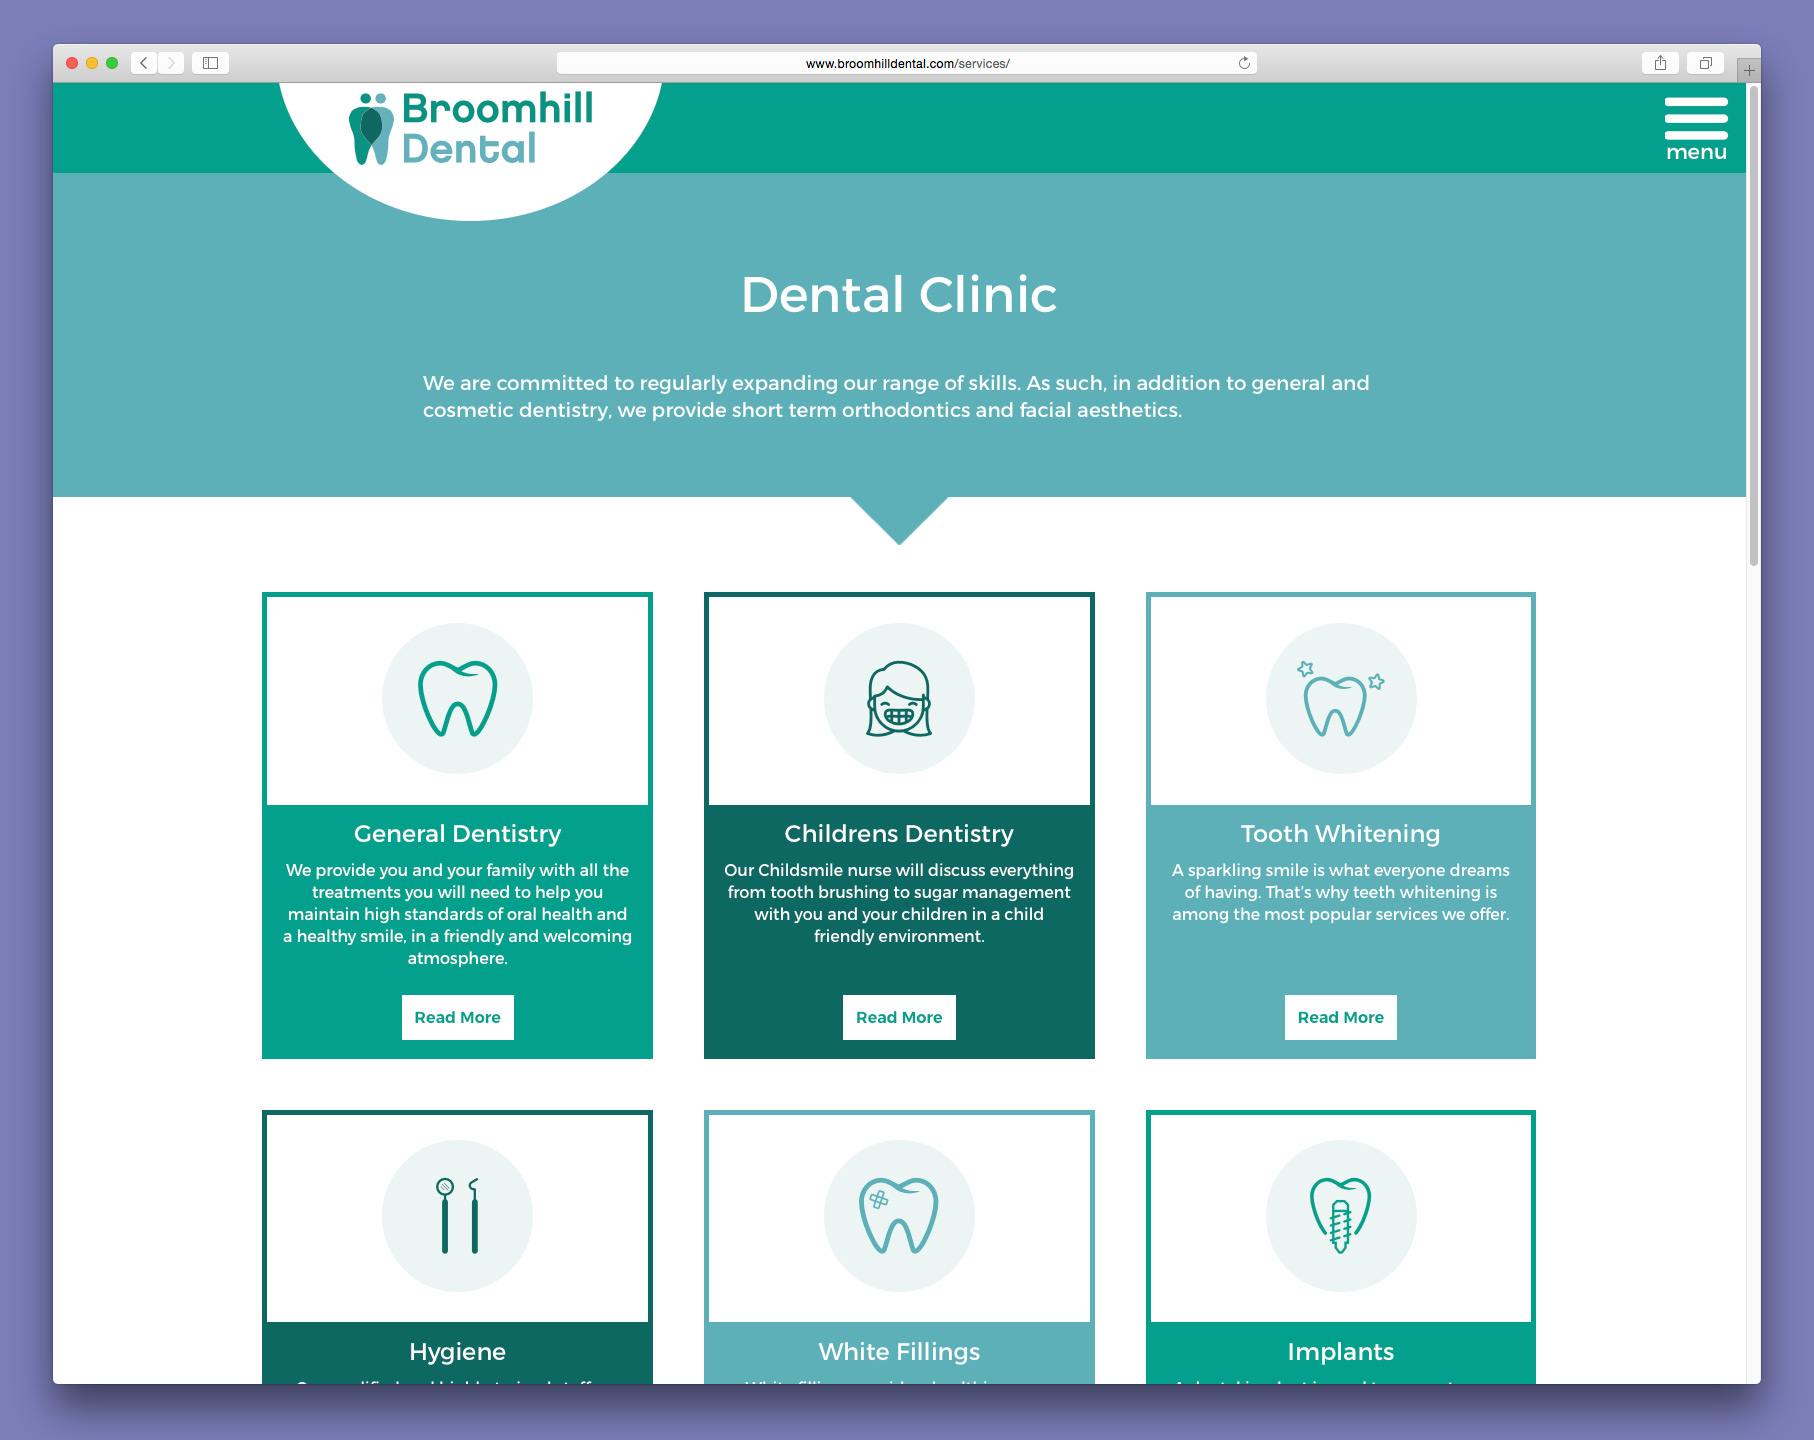 www.broomhilldental.com/services/
Broomhill
Dental
menu
Dental Clinic
We are committed to regularly expanding our range of skills. As such, in addition to general and
cosmetic dentistry, we provide short term orthodontics and facial aesthetics.
General Dentistry
We provide you and your family with all the
treatments you will need to help you
maintain high standards of oral health and
a healthy smile, in a friendly and welcoming
atmosphere.
Read More
Childrens Dentistry
Our Childsmile nurse will discuss everything
from tooth brushing to sugar management
with you and your children in a child
friendly environment.
Read More
Tooth Whitening
A sparkling smile is what everyone dreams
of having. That's why teeth whitening is
among the most popular services we offer.
Read More
Hygiene
White Fillings
Implants